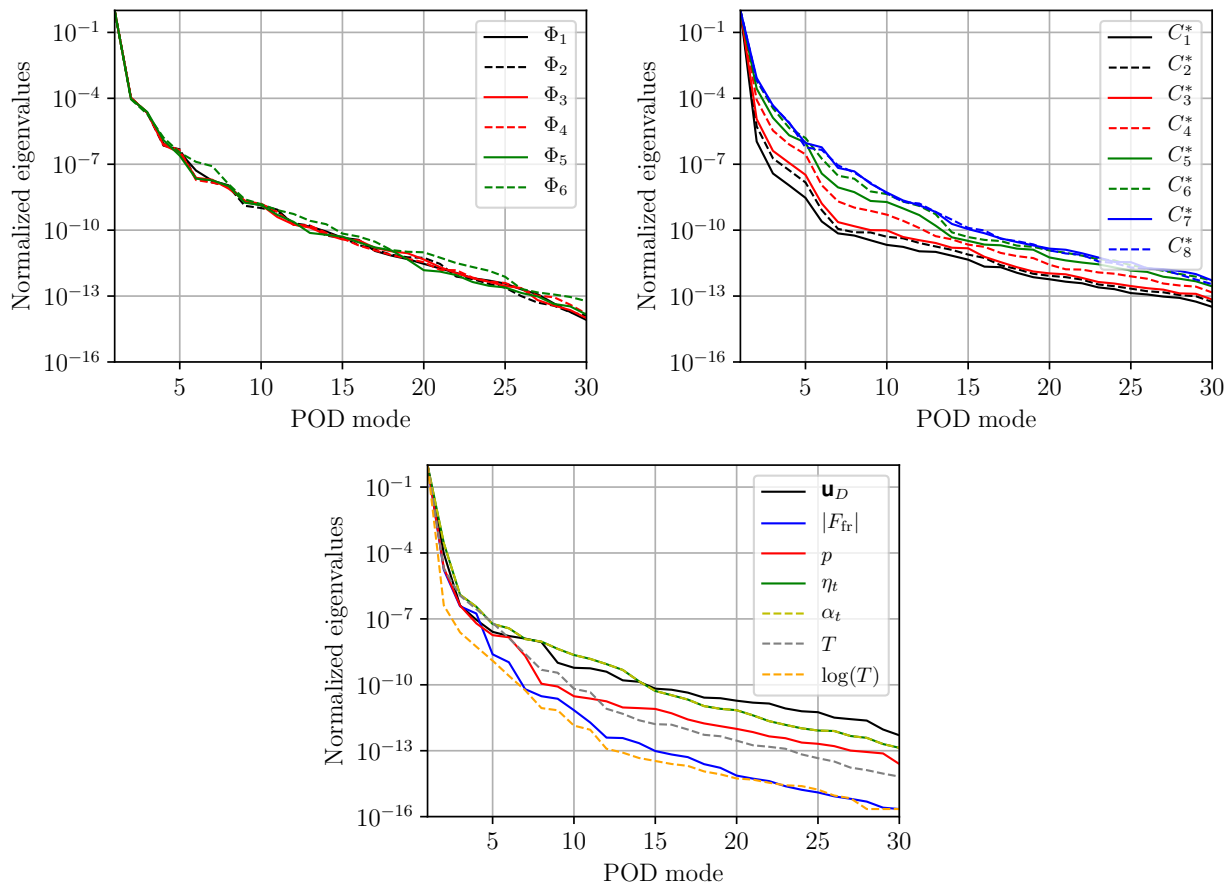 Normalized eigenvalues
10⁻¹
10⁻⁴
10⁻⁷
10⁻¹⁰
10⁻¹³
10⁻¹⁶
5 10 15 20 25 30
POD mode
Φ₁
Φ₂
Φ₃
Φ₄
Φ₅
Φ₆
Normalized eigenvalues
10⁻¹
10⁻⁴
10⁻⁷
10⁻¹⁰
10⁻¹³
10⁻¹⁶
5 10 15 20 25 30
POD mode
C₁*
C₂*
C₃*
C₄*
C₅*
C₆*
C₇*
C₈*
Normalized eigenvalues
10⁻¹
10⁻⁴
10⁻⁷
10⁻¹⁰
10⁻¹³
10⁻¹⁶
5 10 15 20 25 30
POD mode
𝐮_D
|F_fr|
p
η_t
α_t
T
log(T)